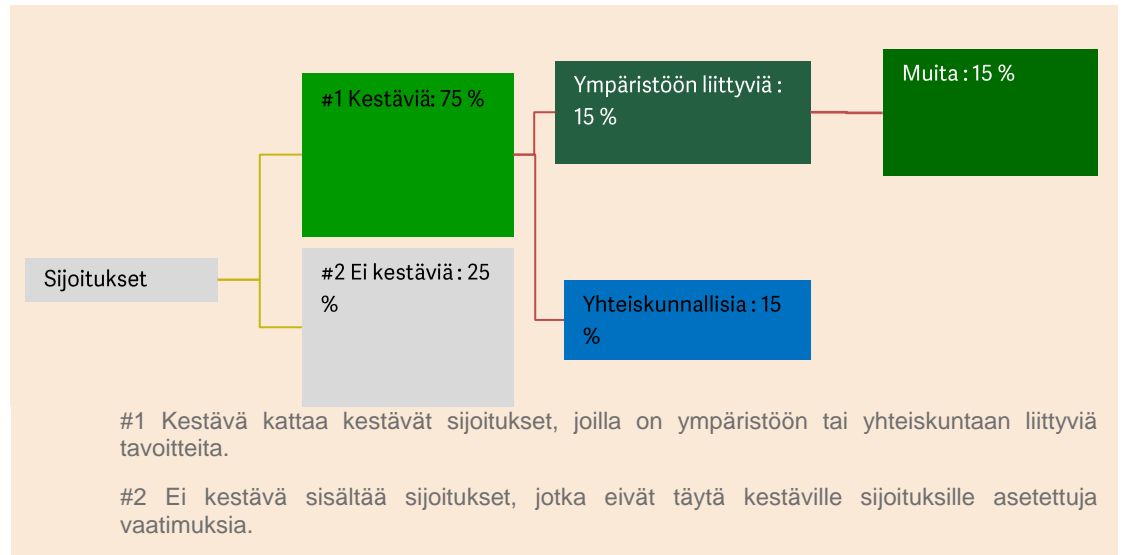 Sijoitukset
#1 Kestäviä: 75 %
#2 Ei kestäviä : 25
%
Ympäristöön liittyviä :
15 %
Yhteiskunnallisia : 15
%
Muita : 15 %
#1 Kestävä kattaa kestävät sijoitukset, joilla on ympäristöön tai yhteiskuntaan liittyviä
tavoitteita.
#2 Ei kestävä sisältää sijoitukset, jotka eivät täytä kestäville sijoituksille asetettuja
vaatimuksia.